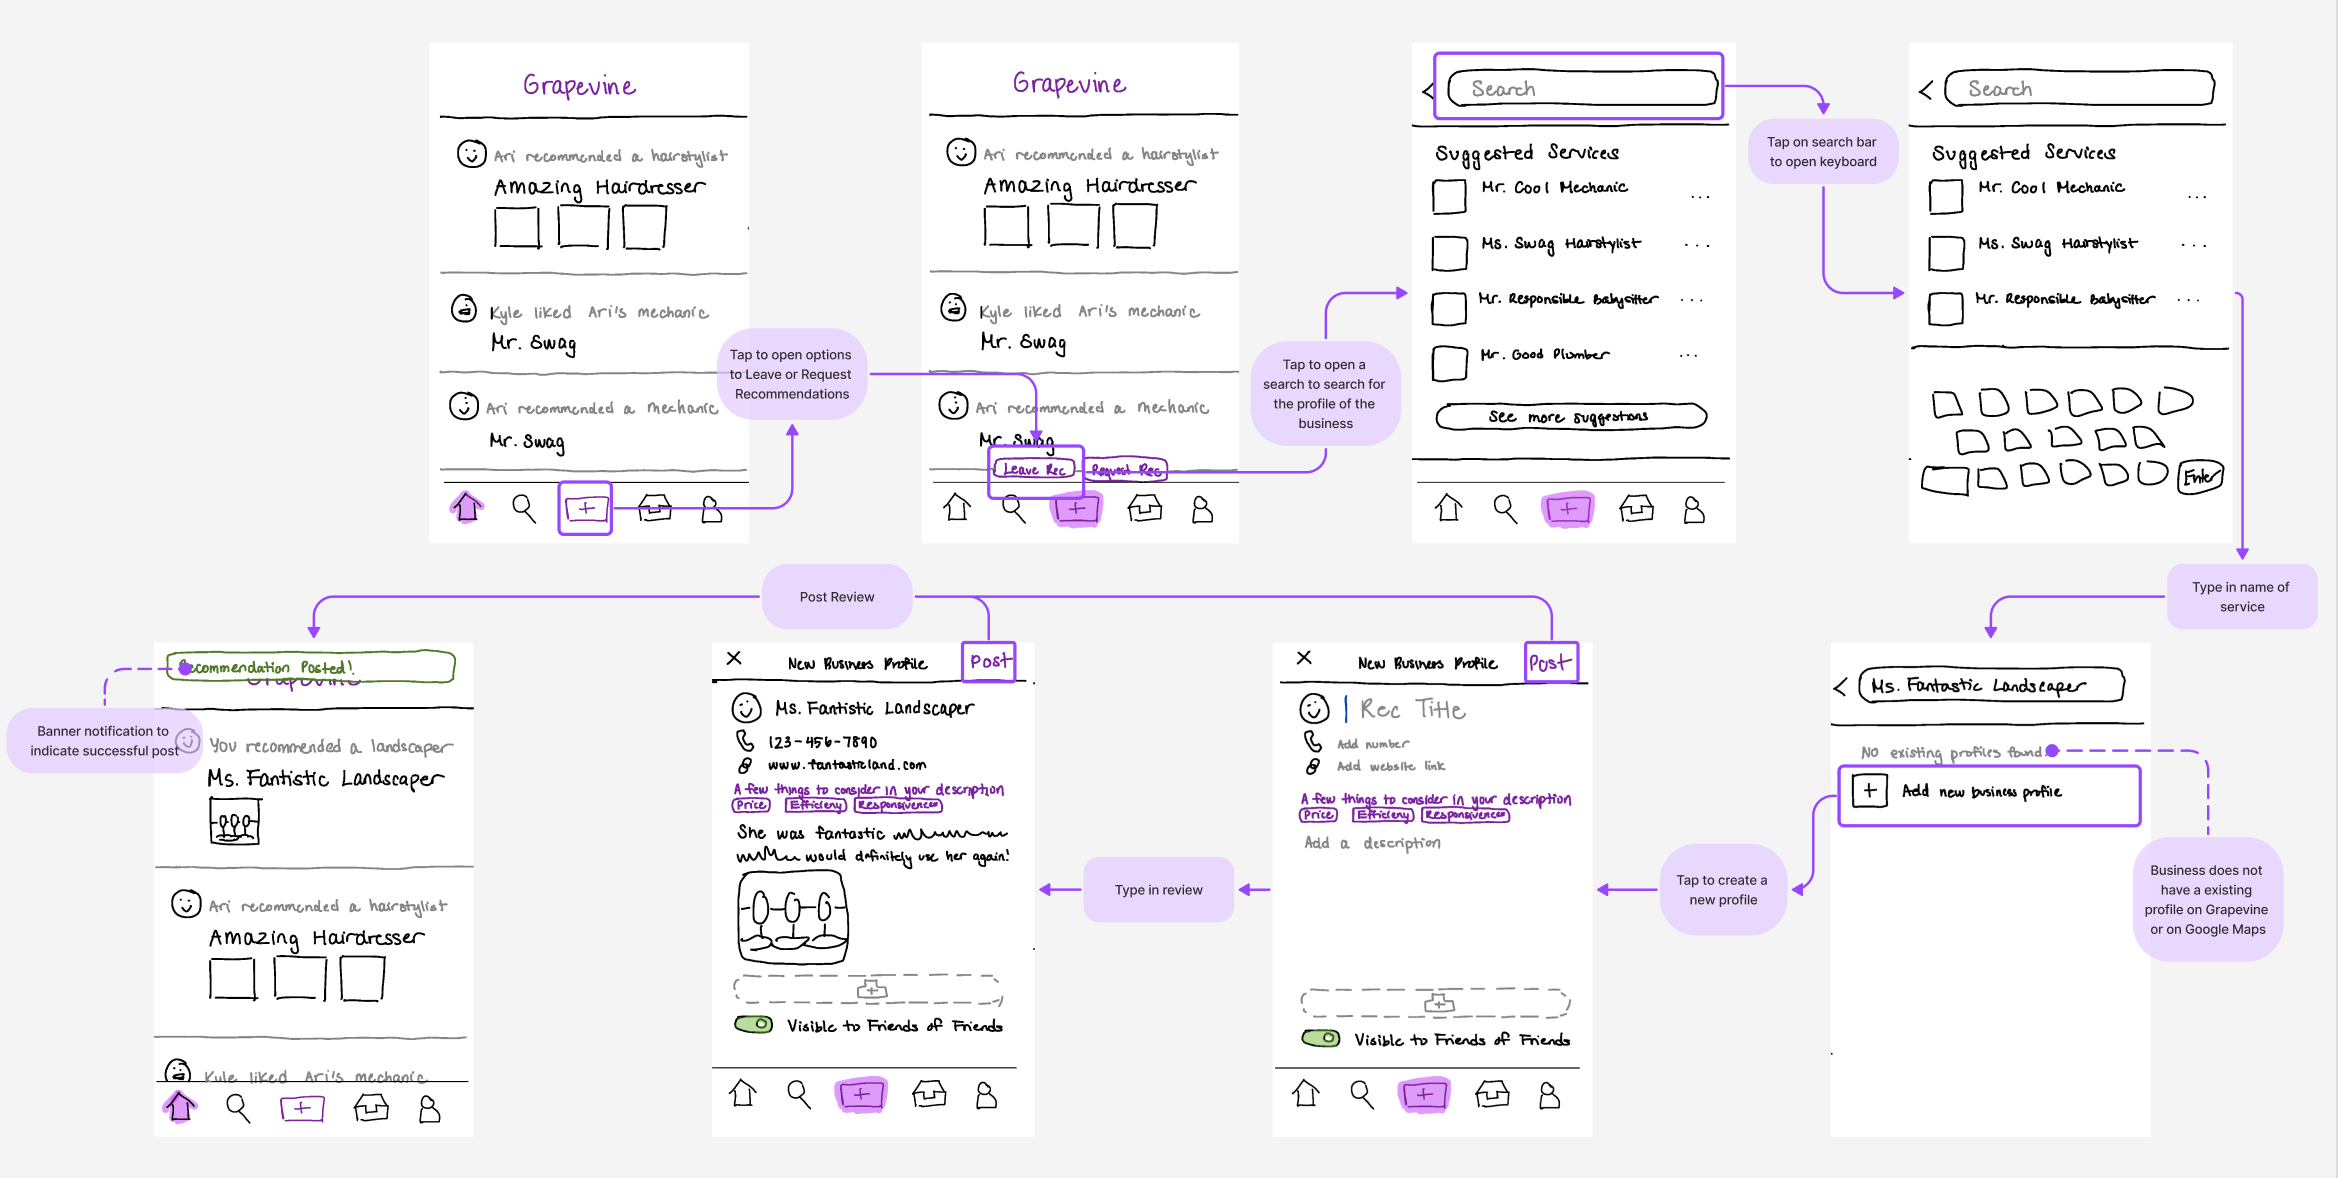 Grapevine
Ari recommended a hairstylist
Amazing Hairdresser
Kyle liked Ari's mechanic
Mr. Swag
Ari recommended a mechanic
Mr. Swag
Tap to open options
to Leave or Request
Recommendations
Grapevine
Ari recommended a hairstylist
Amazing Hairdresser
Kyle liked Ari's mechanic
Mr. Swag
Ari recommended a mechanic
Mr. Swag
Leave Rec
Request Rec
Tap to open a
search to search for
the profile of the
business
Search
Suggested Services
Mr. Cool Mechanic
...
Ms. Swag Hairstylist
...
Mr. Responsible Babysitter
...
Mr. Good Plumber
...
See more suggestions
Tap on search bar
to open keyboard
Search
Suggested Services
Mr. Cool Mechanic
...
Ms. Swag Hairstylist
...
Mr. Responsible Babysitter
...
Enter
Type in name of
service
Ms. Fantastic Landscaper
No existing profiles found.
Add new business profile
Business does not
have a existing
profile on Grapevine
or on Google Maps
Tap to create a
new profile
New Business Profile
Post
Rec Title
Add number
Add website link
A few things to consider in your description
Price
Efficieny
Responsiveness
Add a description
Visible to Friends of Friends
Type in review
New Business Profile
Post
Ms. Fantistic Landscaper
123-456-7890
www.fantasticland.com
A few things to consider in your description
Price
Efficieny
Responsiveness
She was fantastic
would definitely use her again!
Visible to Friends of Friends
Post Review
Recommendation Posted!
Grapevine
Banner notification to
indicate successful post
You recommended a landscaper
Ms. Fantistic Landscaper
Ari recommended a hairstylist
Amazing Hairdresser
Kyle liked Ari's mechanic